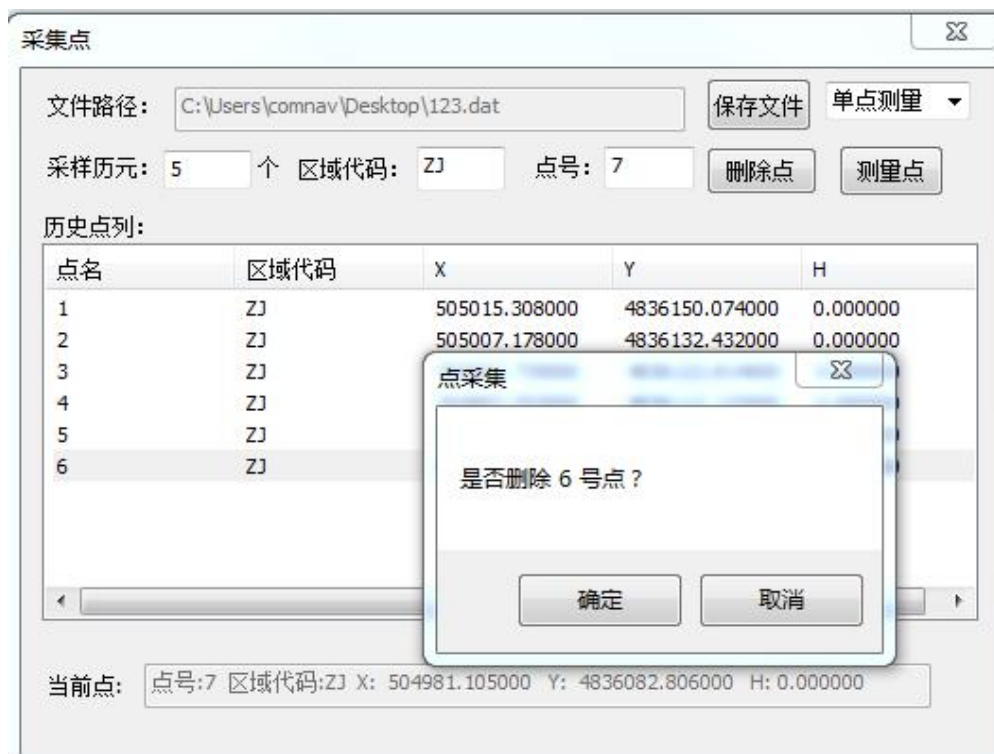 采集点
文件路径： C:\Users\comnav\Desktop\123.dat 保存文件 单点测量
采样历元： 5 个 区域代码： ZJ 点号： 7 删除点 测量点
历史点列：
点名 区域代码 X Y H
1 ZJ 505015.308000 4836150.074000 0.000000
2 ZJ 505007.178000 4836132.432000 0.000000
3 ZJ
4 ZJ
5 ZJ
6 ZJ
点采集
是否删除 6 号点？
确定 取消
当前点: 点号:7 区域代码:ZJ X: 504981.105000 Y: 4836082.806000 H: 0.000000